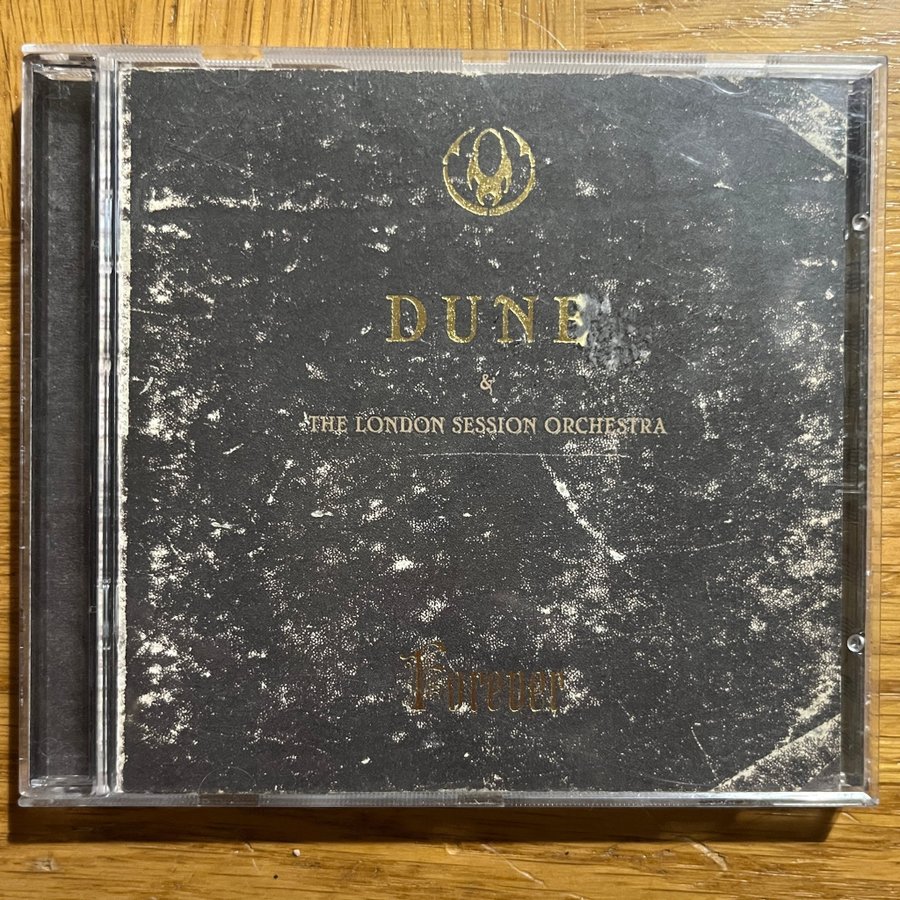 DUNE
&
THE LONDON SESSION ORCHESTRA
Forever